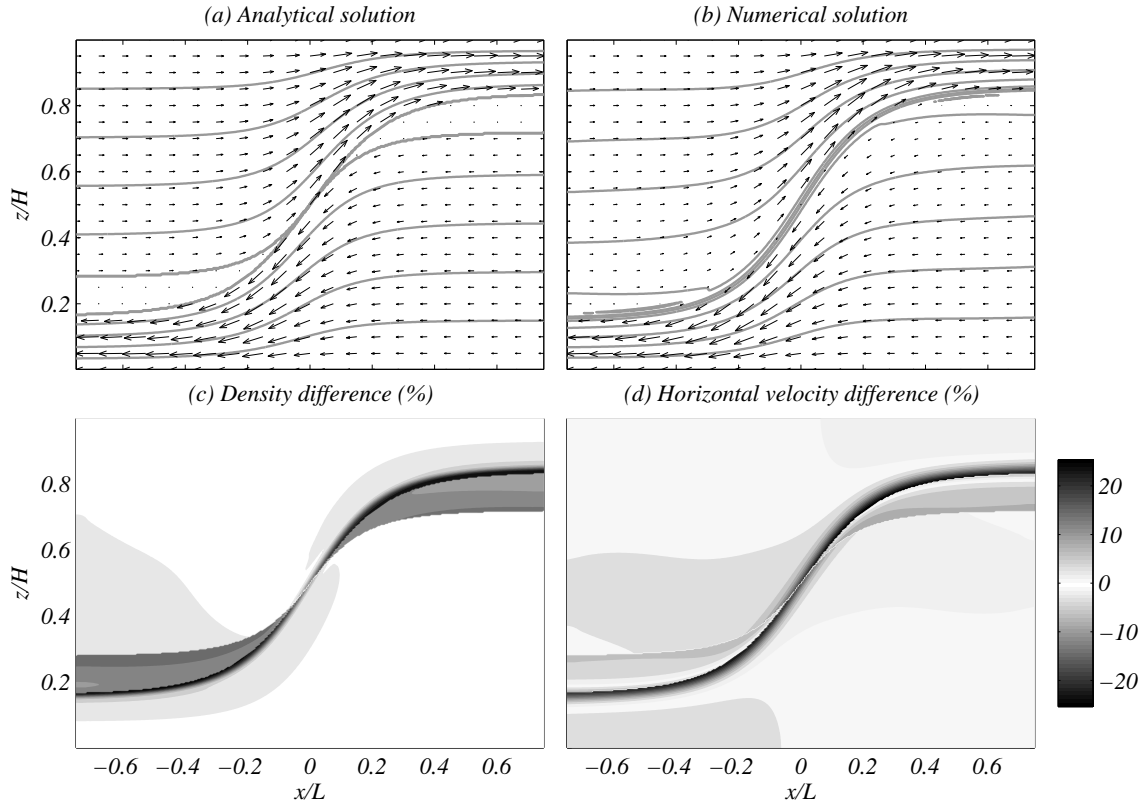 (a) Analytical solution
(b) Numerical solution
z/H
0.8
0.6
0.4
0.2
(c) Density difference (%)
(d) Horizontal velocity difference (%)
z/H
0.8
0.6
0.4
0.2
−0.6 −0.4 −0.2 0 0.2 0.4 0.6
x/L
−0.6 −0.4 −0.2 0 0.2 0.4 0.6
x/L
20
10
0
−10
−20